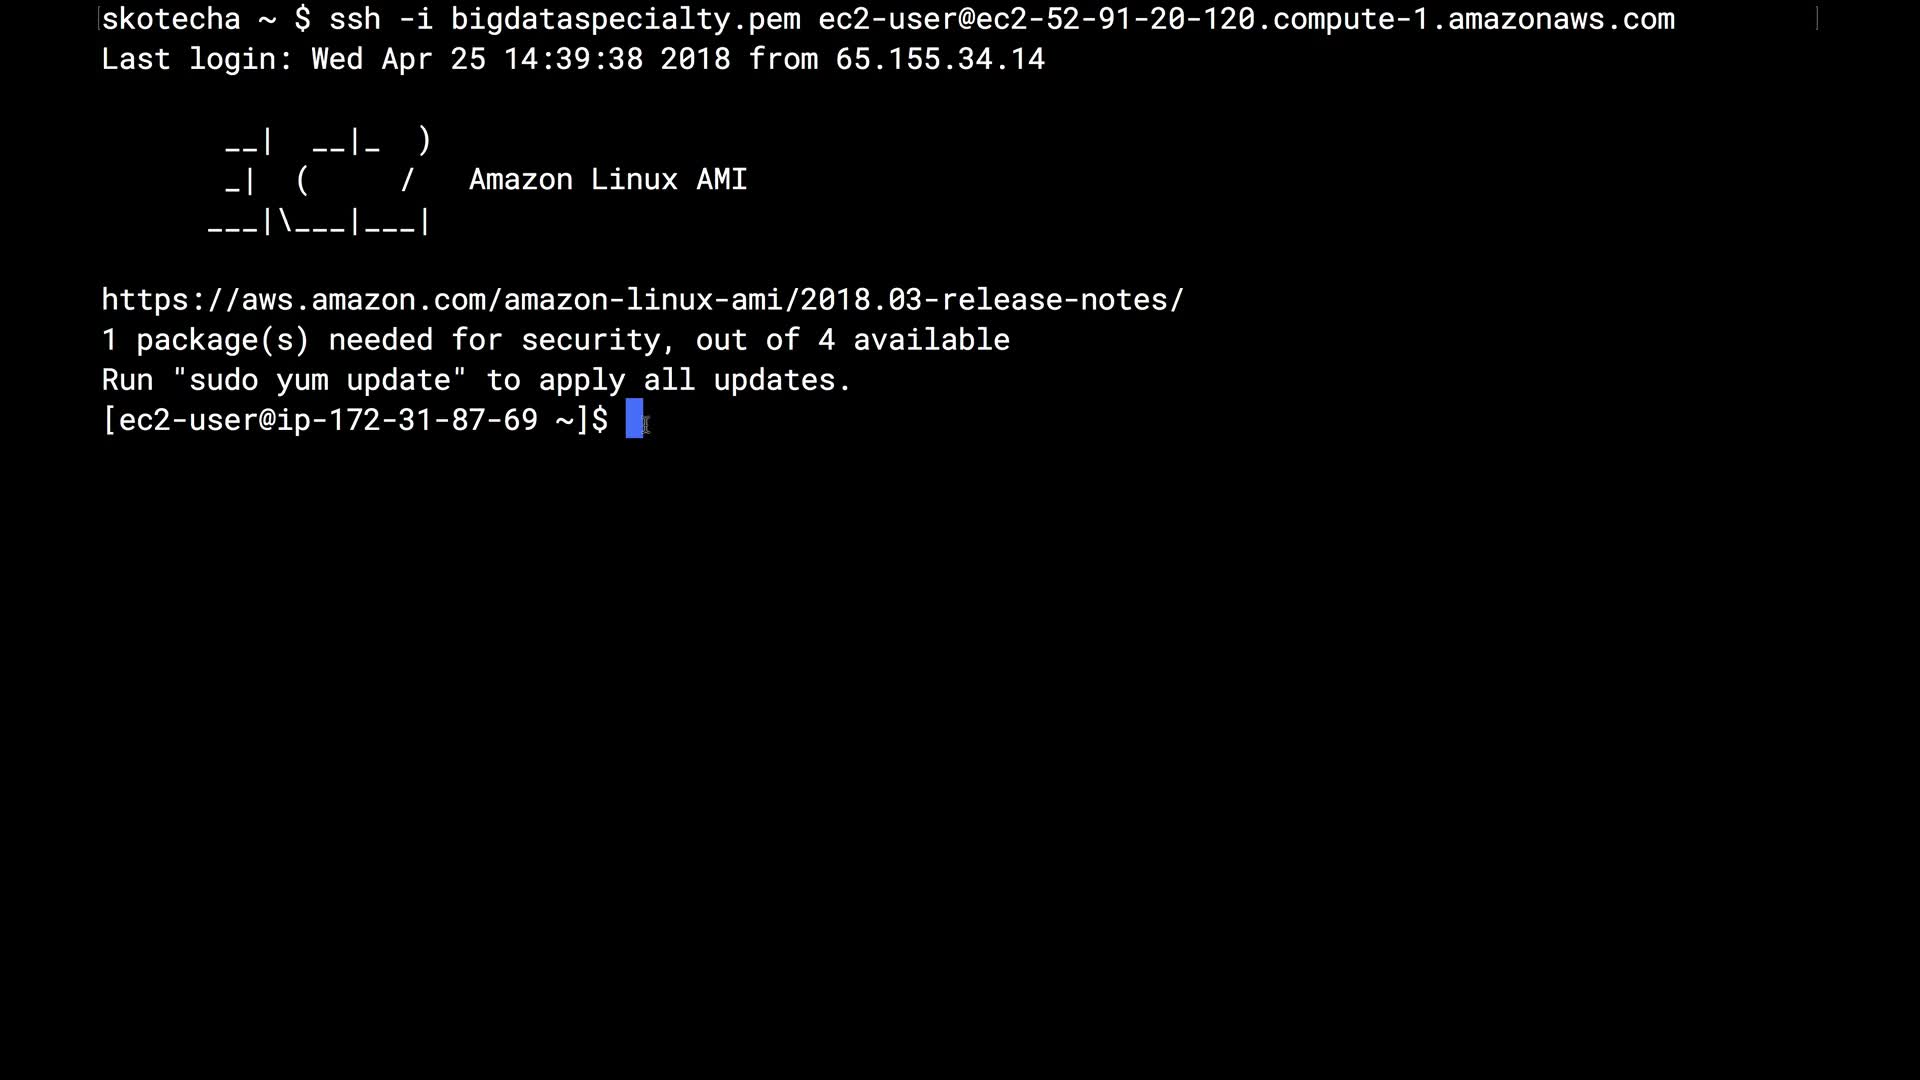 skotecha ~ $ ssh -i bigdataspecialty.pem ec2-user@ec2-52-91-20-120.compute-1.amazonaws.com
Last login: Wed Apr 25 14:39:38 2018 from 65.155.34.14
       __|  __|_  )
       _|  (     /   Amazon Linux AMI
      ___|\___|___|
https://aws.amazon.com/amazon-linux-ami/2018.03-release-notes/
1 package(s) needed for security, out of 4 available
Run "sudo yum update" to apply all updates.
[ec2-user@ip-172-31-87-69 ~]$